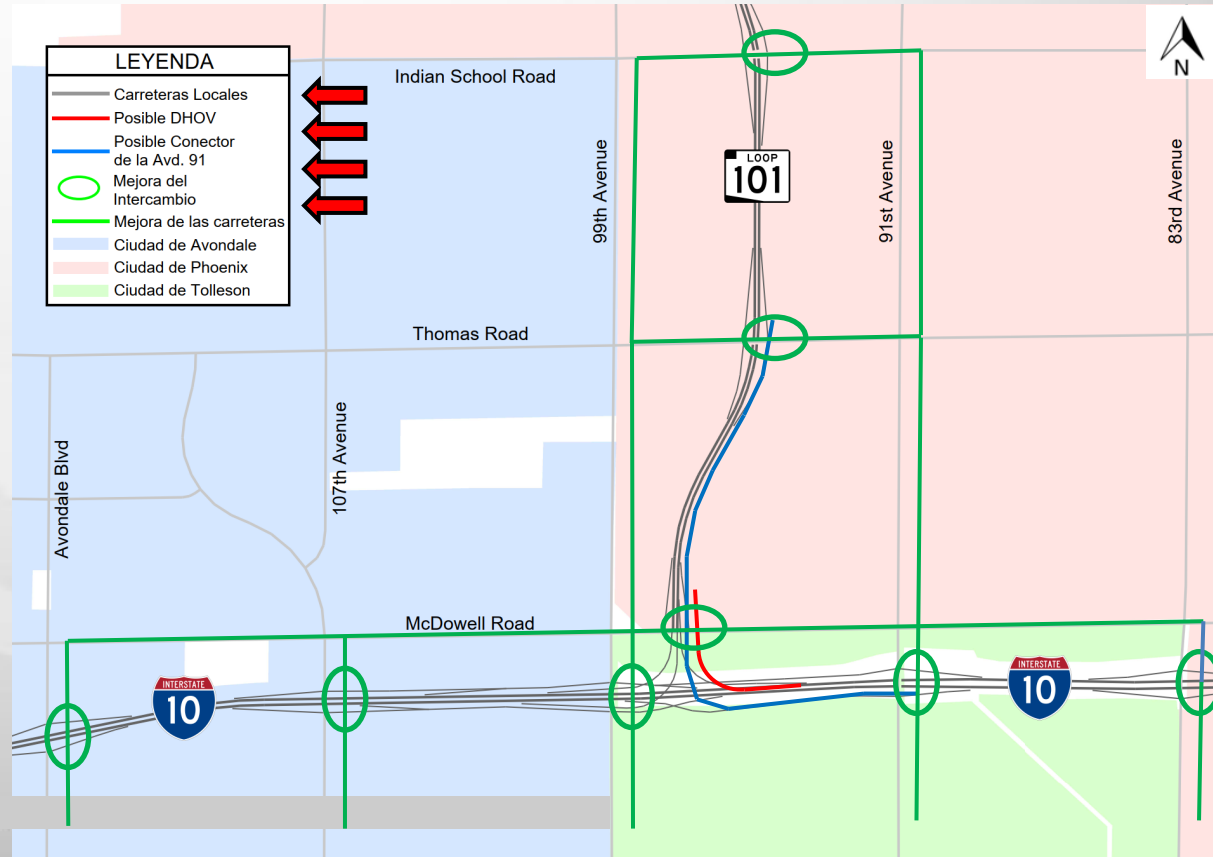 LEYENDA
Carreteras Locales
Posible DHOV
Posible Conector
de la Avd. 91
Mejora del
Intercambio
Mejora de las carreteras
Ciudad de Avondale
Ciudad de Phoenix
Ciudad de Tolleson
N
Indian School Road
LOOP
101
99th Avenue
91st Avenue
83rd Avenue
Thomas Road
107th Avenue
Avondale Blvd
McDowell Road
INTERSTATE
10
INTERSTATE
10